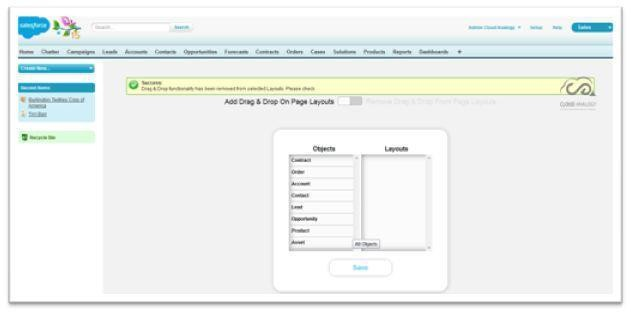 salesforce
Search...
Search
Admin Cloud Analogy
Setup
Help
Sales
Home Chatter Campaigns Leads Accounts Contacts Opportunities Forecasts Contracts Orders Cases Solutions Products Reports Dashboards +
Create New...
Recent Items
Burlington Textiles Corp of
America
Tim Barr
Recycle Bin
Success:
Drag & Drop functionality has been removed from selected Layouts. Please check
Add Drag & Drop On Page Layouts
Remove Drag & Drop From Page Layouts
CLOUD ANALOGY
Objects
Layouts
Contract
Order
Account
Contact
Lead
Opportunity
Product
Asset
All Objects
Save